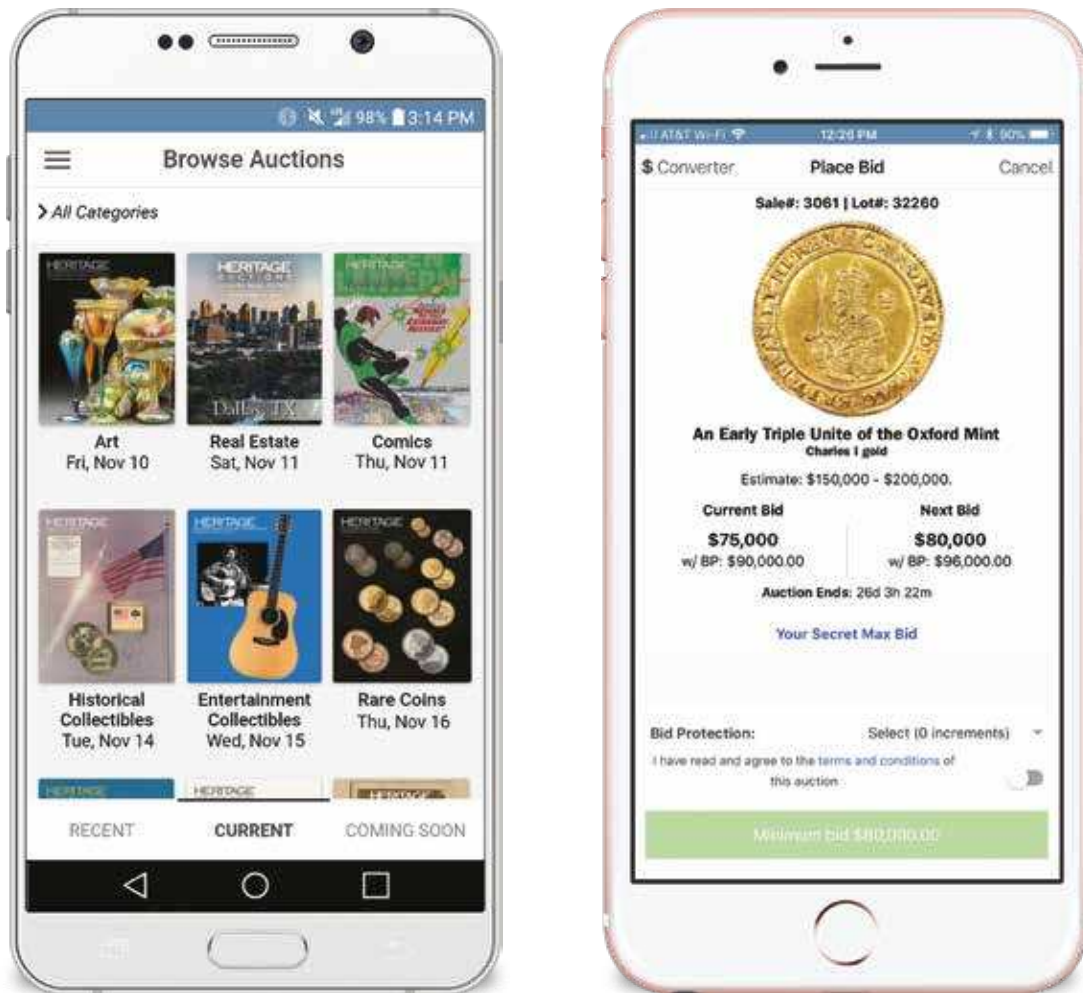 98% 3:14 PM
Browse Auctions
All Categories
HERITAGE
HERITAGE
AUCTIONS
HERITAGE
Dallas, TX
Art
Fri, Nov 10
Real Estate
Sat, Nov 11
Comics
Thu, Nov 11
HERITAGE
HERITAGE
HERITAGE
Historical
Collectibles
Tue, Nov 14
Entertainment
Collectibles
Wed, Nov 15
Rare Coins
Thu, Nov 16
HERITAGE
HERITAGE
HERITAGE
RECENT CURRENT COMING SOON
AT&T Wi-Fi 12:26 PM 90%
$ Converter Place Bid Cancel
Sale#: 3061 | Lot#: 32260
An Early Triple Unite of the Oxford Mint
Charles I gold
Estimate: $150,000 - $200,000.
Current Bid Next Bid
$75,000 $80,000
w/ BP: $90,000.00 w/ BP: $96,000.00
Auction Ends: 26d 3h 22m
Your Secret Max Bid
Bid Protection: Select (0 increments)
I have read and agree to the terms and conditions of
this auction
Minimum bid $80,000.00